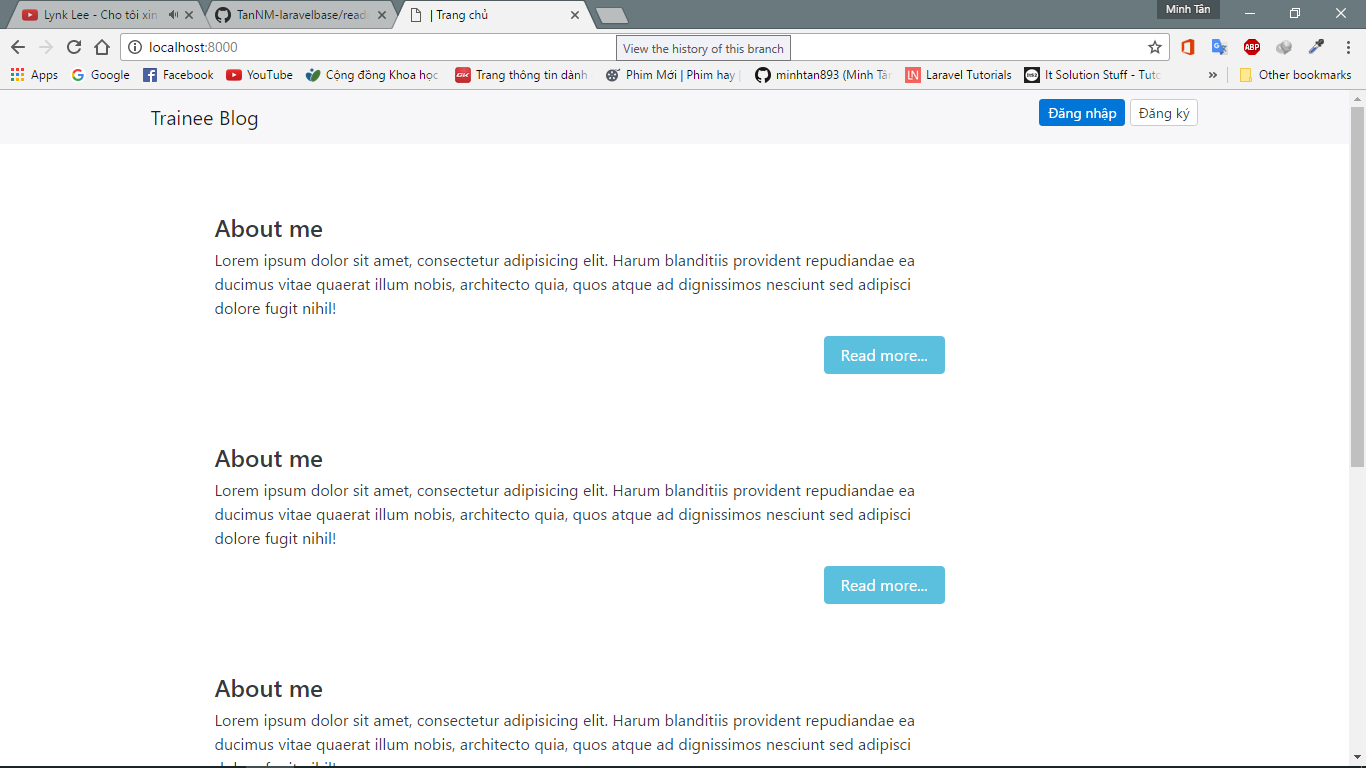 Minh Tân
Lynk Lee - Cho tôi xin
TanNM-laravelbase/read
| Trang chủ
localhost:8000
View the history of this branch
ABP
Apps
Google
Facebook
YouTube
Cộng đồng Khoa học
GK
Trang thông tin dành
Phim Mới | Phim hay
minhtan893 (Minh Tân
LN
Laravel Tutorials
It Solution Stuff - Tuto
»
Other bookmarks
Trainee Blog
Đăng nhập
Đăng ký
About me
Lorem ipsum dolor sit amet, consectetur adipisicing elit. Harum blanditiis provident repudiandae ea
ducimus vitae quaerat illum nobis, architecto quia, quos atque ad dignissimos nesciunt sed adipisci
dolore fugit nihil!
Read more...
About me
Lorem ipsum dolor sit amet, consectetur adipisicing elit. Harum blanditiis provident repudiandae ea
ducimus vitae quaerat illum nobis, architecto quia, quos atque ad dignissimos nesciunt sed adipisci
dolore fugit nihil!
Read more...
About me
Lorem ipsum dolor sit amet, consectetur adipisicing elit. Harum blanditiis provident repudiandae ea
ducimus vitae quaerat illum nobis, architecto quia, quos atque ad dignissimos nesciunt sed adipisci
dolore fugit nihil!